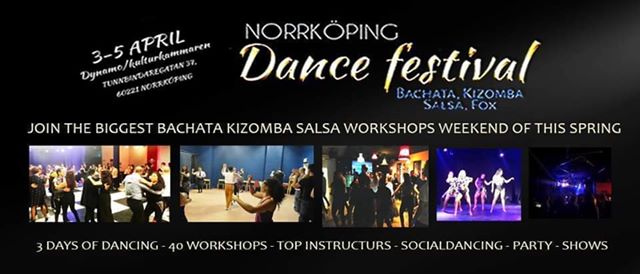 3-5 APRIL
Dynamo/kulturkammaren
TUNNBINDAREGATAN 37,
60221 NORRKÖPING
NORRKÖPING
Dance festival
BACHATA, KIZOMBA
SALSA, FOX
JOIN THE BIGGEST BACHATA KIZOMBA SALSA WORKSHOPS WEEKEND OF THIS SPRING
3 DAYS OF DANCING - 40 WORKSHOPS - TOP INSTRUCTURS - SOCIALDANCING - PARTY - SHOWS